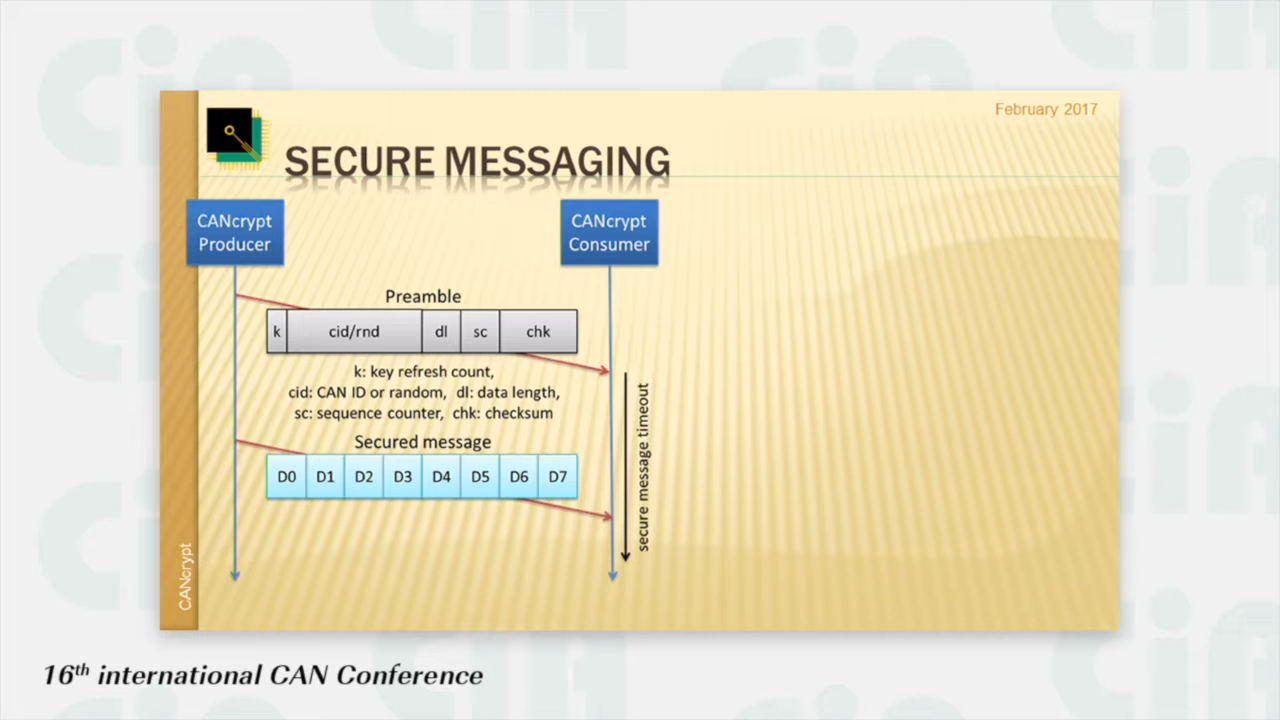 February 2017
SECURE MESSAGING
CANcrypt
Producer
CANcrypt
Consumer
Preamble
k cid/rnd dl sc chk
k: key refresh count,
cid: CAN ID or random, dl: data length,
sc: sequence counter, chk: checksum
Secured message
D0 D1 D2 D3 D4 D5 D6 D7
secure message timeout
CANcrypt
16th international CAN Conference